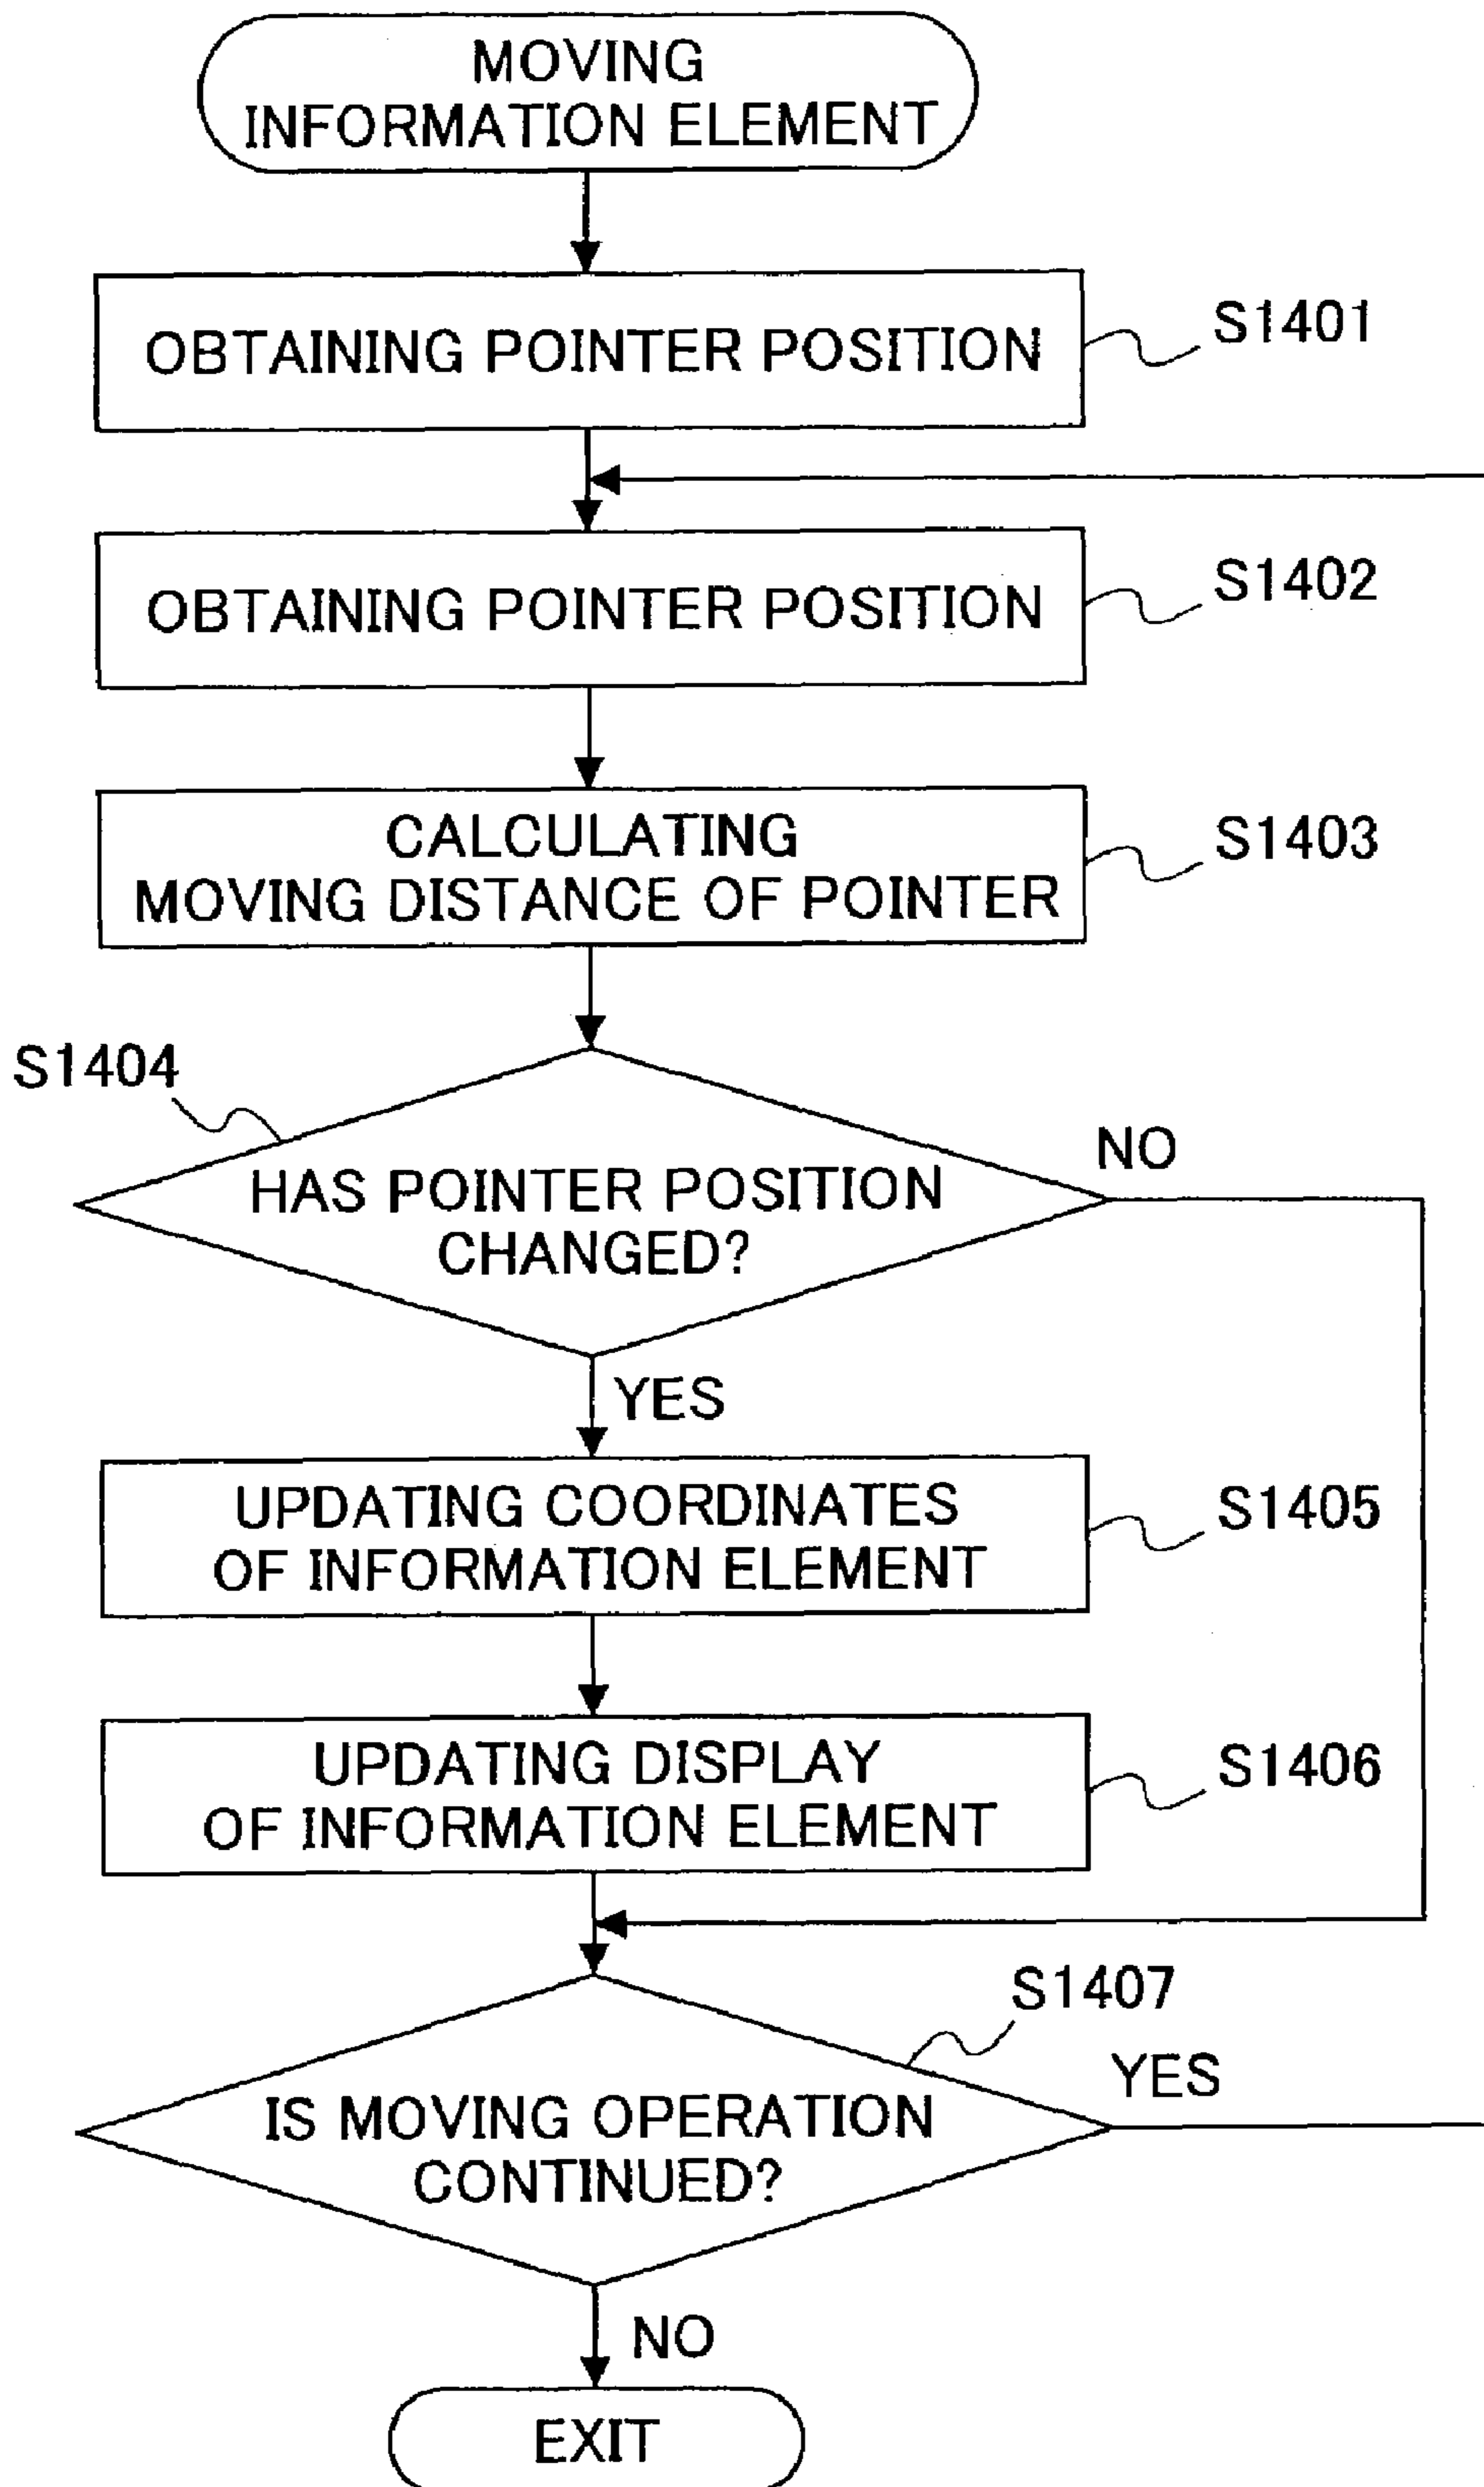 MOVING
INFORMATION ELEMENT
OBTAINING POINTER POSITION
S1401
OBTAINING POINTER POSITION
S1402
CALCULATING
MOVING DISTANCE OF POINTER
S1403
S1404
HAS POINTER POSITION
CHANGED?
NO
YES
UPDATING COORDINATES
OF INFORMATION ELEMENT
S1405
UPDATING DISPLAY
OF INFORMATION ELEMENT
S1406
S1407
IS MOVING OPERATION
CONTINUED?
YES
NO
EXIT